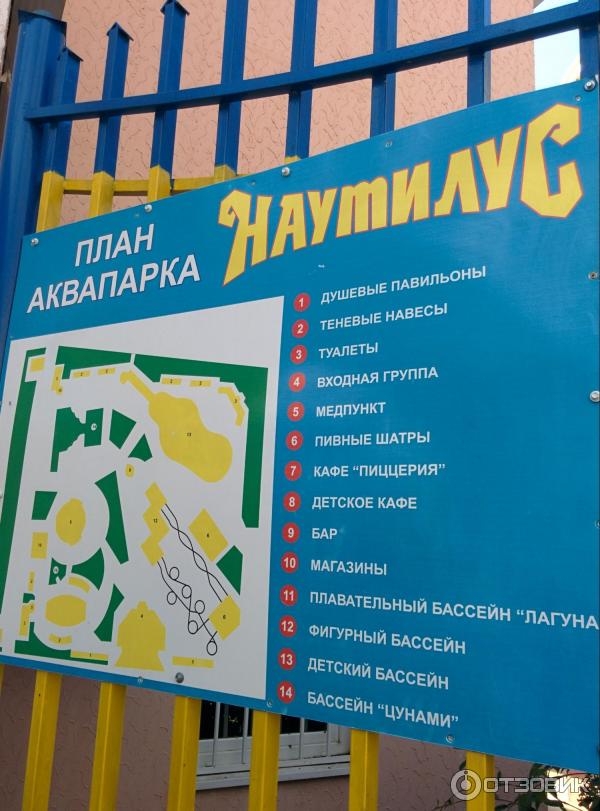 ПЛАН
АКВАПАРКА
НАУТИЛУС
1 ДУШЕВЫЕ ПАВИЛЬОНЫ
2 ТЕНЕВЫЕ НАВЕСЫ
3 ТУАЛЕТЫ
4 ВХОДНАЯ ГРУППА
5 МЕДПУНКТ
6 ПИВНЫЕ ШАТРЫ
7 КАФЕ "ПИЦЦЕРИЯ"
8 ДЕТСКОЕ КАФЕ
9 БАР
10 МАГАЗИНЫ
11 ПЛАВАТЕЛЬНЫЙ БАССЕЙН "ЛАГУНА
12 ФИГУРНЫЙ БАССЕЙН
13 ДЕТСКИЙ БАССЕЙН
14 БАССЕЙН "ЦУНАМИ"
ОТЗОВИК